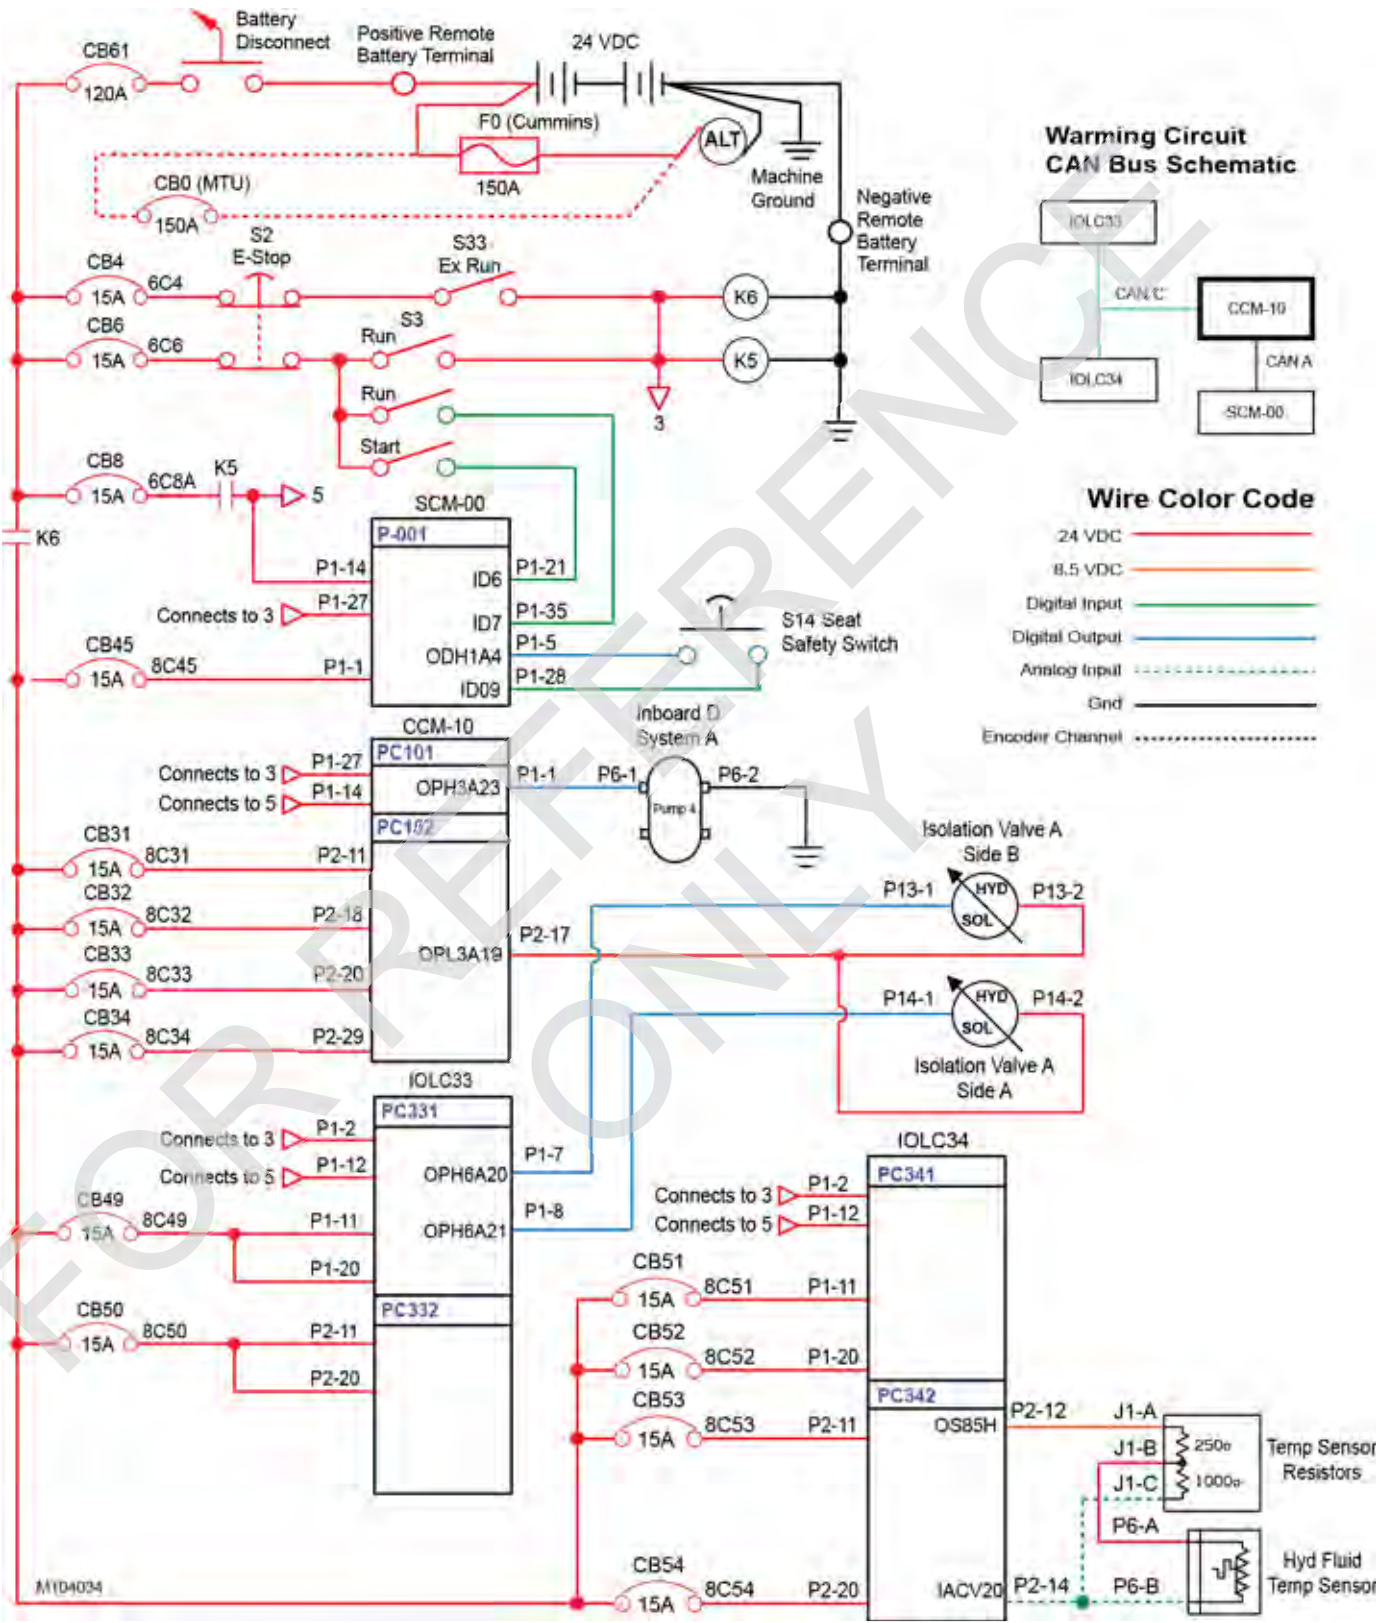 Battery
Disconnect
Positive Remote
Battery Terminal
24 VDC
CB61
120A
F0 (Cummins)
150A
ALT
Machine
Ground
CB0 (MTU)
150A
Negative
Remote
Battery
Terminal
Warming Circuit
CAN Bus Schematic
IOLC33
CAN C
CCM-10
IOLC34
CAN A
SCM-00
CB4
15A
6C4
S2
E-Stop
S33
Ex Run
K6
CB6
15A
6C6
Run
S3
K5
Run
3
Start
CB8
15A
6C8A
K5
5
K6
SCM-00
P-001
P1-14
ID6
P1-21
Connects to 3
P1-27
ID7
P1-35
ODH1A4
P1-5
S14 Seat
Safety Switch
CB45
15A
8C45
P1-1
ID09
P1-28
Wire Color Code
24 VDC
8.5 VDC
Digital Input
Digital Output
Analog Input
Gnd
Encoder Channel
CCM-10
PC101
Connects to 3
P1-27
Connects to 5
P1-14
OPH3A23
P1-1
Inboard D
System A
P6-1
Pump 4
P6-2
PC102
CB31
15A
8C31
P2-11
CB32
15A
8C32
P2-18
CB33
15A
8C33
P2-20
CB34
15A
8C34
P2-29
OPL3A19
P2-17
Isolation Valve A
Side B
P13-1
HYD
SOL
P13-2
P14-1
HYD
SOL
P14-2
Isolation Valve A
Side A
IOLC33
PC331
Connects to 3
P1-2
Connects to 5
P1-12
OPH6A20
P1-7
OPH6A21
P1-8
CB49
15A
8C49
P1-11
P1-20
PC332
CB50
15A
8C50
P2-11
P2-20
IOLC34
PC341
Connects to 3
P1-2
Connects to 5
P1-12
CB51
15A
8C51
P1-11
CB52
15A
8C52
P1-20
PC342
CB53
15A
8C53
P2-11
OS85H
P2-12
J1-A
J1-B
J1-C
250o
1000o
Temp Sensor
Resistors
P6-A
CB54
15A
8C54
P2-20
IACV20
P2-14
P6-B
Hyd Fluid
Temp Sensor
M104034
FOR REFERENCE
ONLY